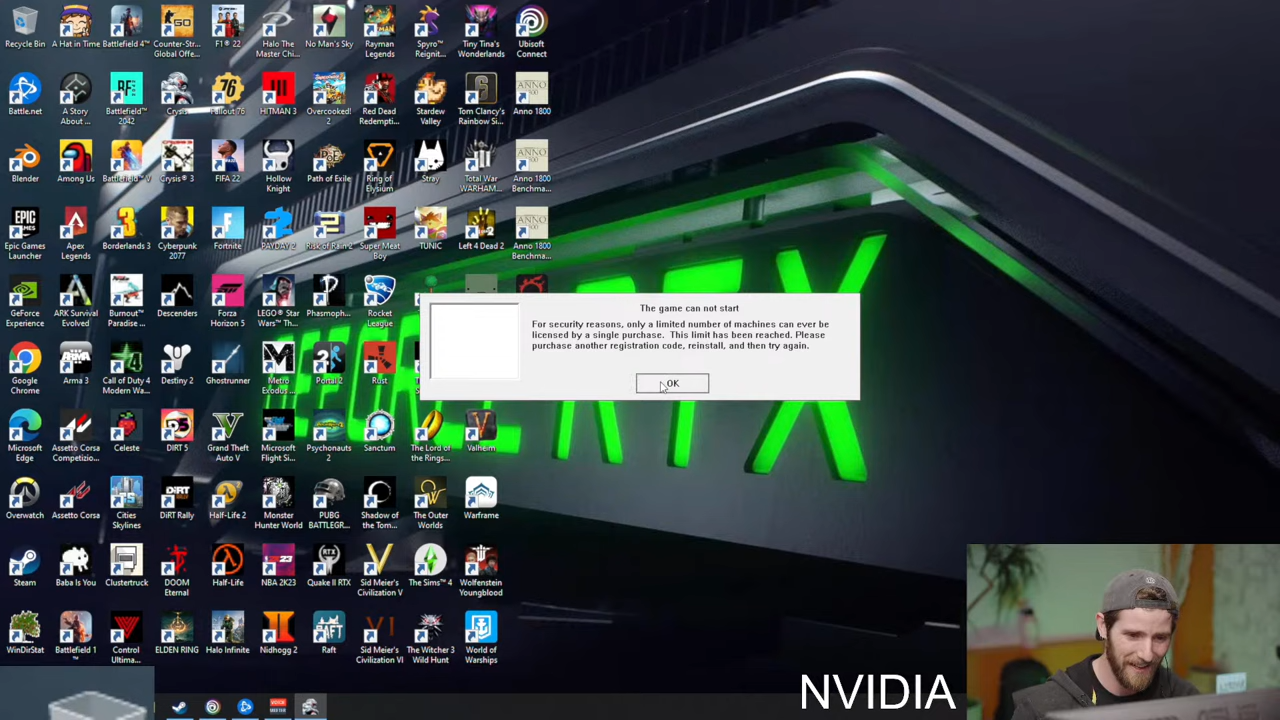 Recycle Bin
A Hat in Time
Battlefield 4™
Counter-Str...
Global Offe...
F1® 22
Halo The
Master Chi...
No Man's Sky
Rayman
Legends
Spyro™
Reignit...
Tiny Tina's
Wonderlands
Ubisoft
Connect
Battle.net
A Story
About ...
Battlefield™
2042
Crysis
Fallout 76
HITMAN 3
Overcooked!
2
Red Dead
Redempti...
Stardew
Valley
Tom Clancy's
Rainbow Si...
Anno 1800
Blender
Among Us
Battlefield™ V
Crysis® 3
FIFA 22
Hollow
Knight
Path of Exile
Ring of
Elysium
Stray
Total War
WARHAM...
Anno 1800
Benchma...
Epic Games
Launcher
Apex
Legends
Borderlands 3
Cyberpunk
2077
Fortnite
PAYDAY 2
Risk of Rain 2
Super Meat
Boy
TUNIC
Left 4 Dead 2
Anno 1800
Benchma...
GeForce
Experience
ARK Survival
Evolved
Burnout™
Paradise ...
Descenders
Forza
Horizon 5
LEGO® Star
Wars™ Th...
Phasmoph...
Rocket
League
The game can not start
For security reasons, only a limited number of machines can ever be
licensed by a single purchase. This limit has been reached. Please
purchase another registration code, reinstall, and then try again.
OK
GEFORCE RTX
Google
Chrome
Arma 3
Call of Duty 4
Modern Wa...
Destiny 2
Ghostrunner
Metro
Exodus ...
Portal 2
Rust
Microsoft
Edge
Assetto Corsa
Competizio...
Celeste
DIRT 5
Grand Theft
Auto V
Microsoft
Flight Si...
Psychonauts
2
Sanctum
The Lord of
the Rings...
Valheim
Overwatch
Assetto Corsa
Cities
Skylines
DiRT Rally
Half-Life 2
Monster
Hunter World
PUBG
BATTLEGR...
Shadow of
the Tom...
The Outer
Worlds
Warframe
Steam
Baba Is You
Clustertruck
DOOM
Eternal
Half-Life
NBA 2K23
Quake II RTX
Sid Meier's
Civilization V
The Sims™ 4
Wolfenstein
Youngblood
WinDirStat
Battlefield 1
™
Control
Ultima...
ELDEN RING
Halo Infinite
Nidhogg 2
Raft
Sid Meier's
Civilization VI
The Witcher 3
Wild Hunt
World of
Warships
NVIDIA